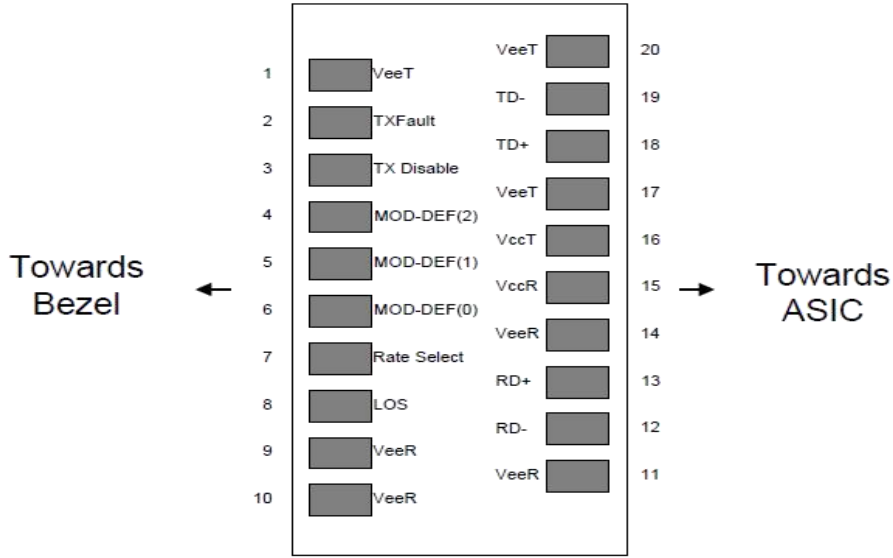 VeeT 20
1 VeeT
TD- 19
2 TXFault
TD+ 18
3 TX Disable
VeeT 17
4 MOD-DEF(2)
VccT 16
5 MOD-DEF(1)
Towards
Bezel
VccR 15
Towards
ASIC
6 MOD-DEF(0)
VeeR 14
7 Rate Select
RD+ 13
8 LOS
RD- 12
9 VeeR
VeeR 11
10 VeeR